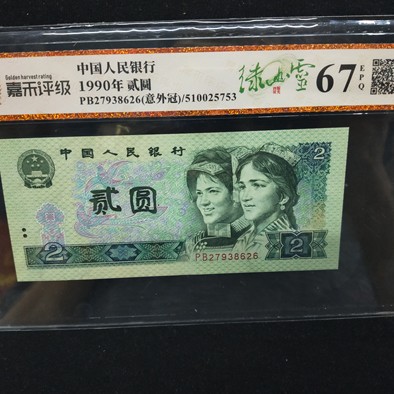 Golden harvest rating
嘉禾评级
中国人民银行
1990年 贰圆
PB27938626(意外冠)/510025753
67
EPQ
中国人民银行
2
贰圆
2
2
PB27938626